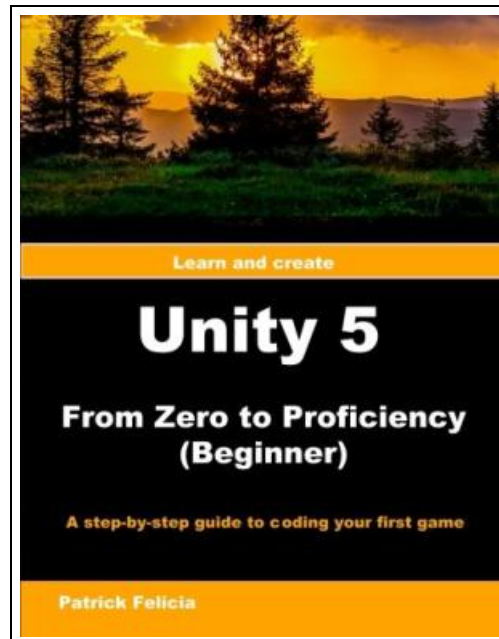 Learn and create
Unity 5
From Zero to Proficiency
(Beginner)
A step-by-step guide to coding your first game
Patrick Felicia